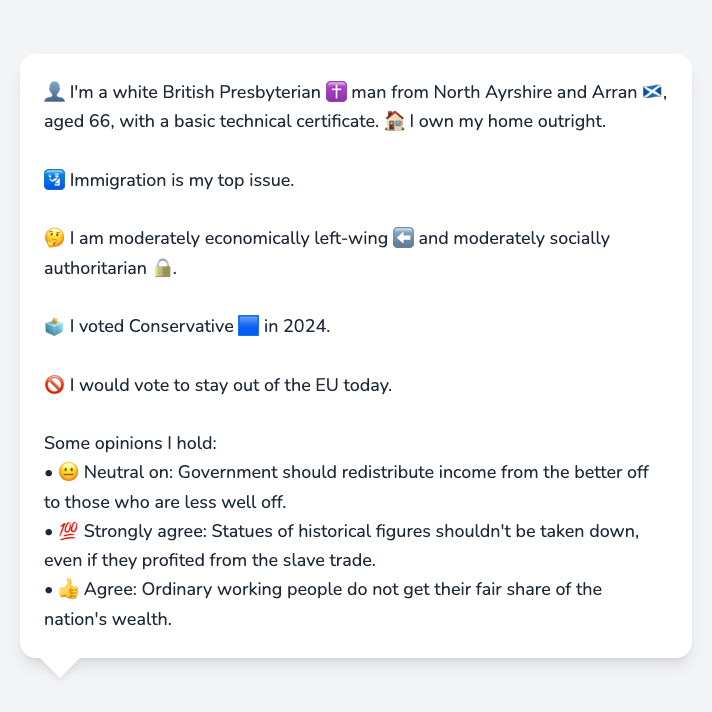 👤 I'm a white British Presbyterian ✝️ man from North Ayrshire and Arran 🏴󠁧󠁢󠁳󠁣󠁴󠁿,
aged 66, with a basic technical certificate. 🏠 I own my home outright.
🛂 Immigration is my top issue.
🤔 I am moderately economically left-wing ⬅️ and moderately socially
authoritarian 🔒.
🗳️ I voted Conservative 🟦 in 2024.
🚫 I would vote to stay out of the EU today.
Some opinions I hold:
• 😐 Neutral on: Government should redistribute income from the better off
to those who are less well off.
• 💯 Strongly agree: Statues of historical figures shouldn't be taken down,
even if they profited from the slave trade.
• 👍 Agree: Ordinary working people do not get their fair share of the
nation's wealth.